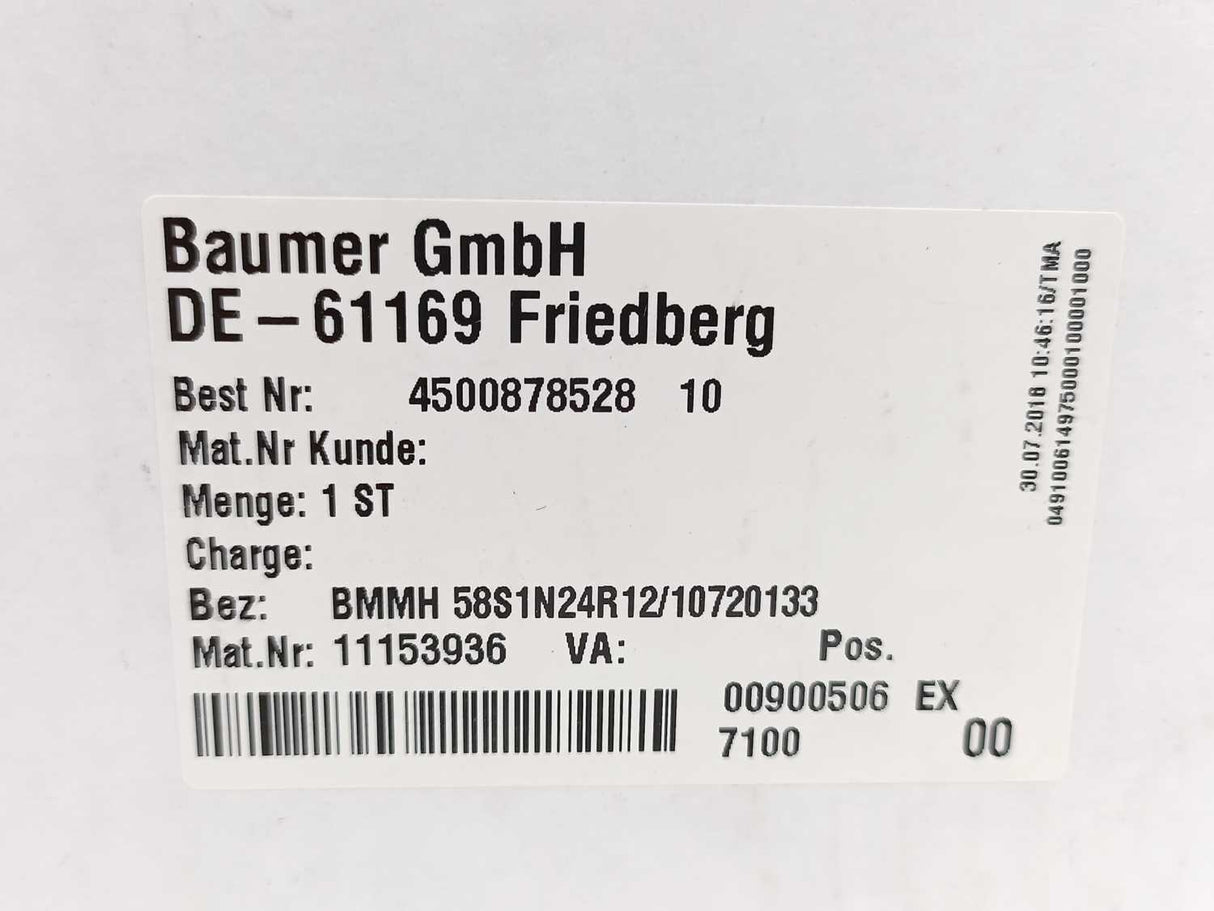 Baumer GmbH
DE – 61169 Friedberg
Best Nr: 4500878528 10
Mat.Nr Kunde:
Menge: 1 ST
Charge:
Bez: BMMH 58S1N24R12/10720133
Mat.Nr: 11153936 VA: Pos.
00900506 EX
7100 00
30.07.2018 10:46:16/TMA
049100614975000100001000